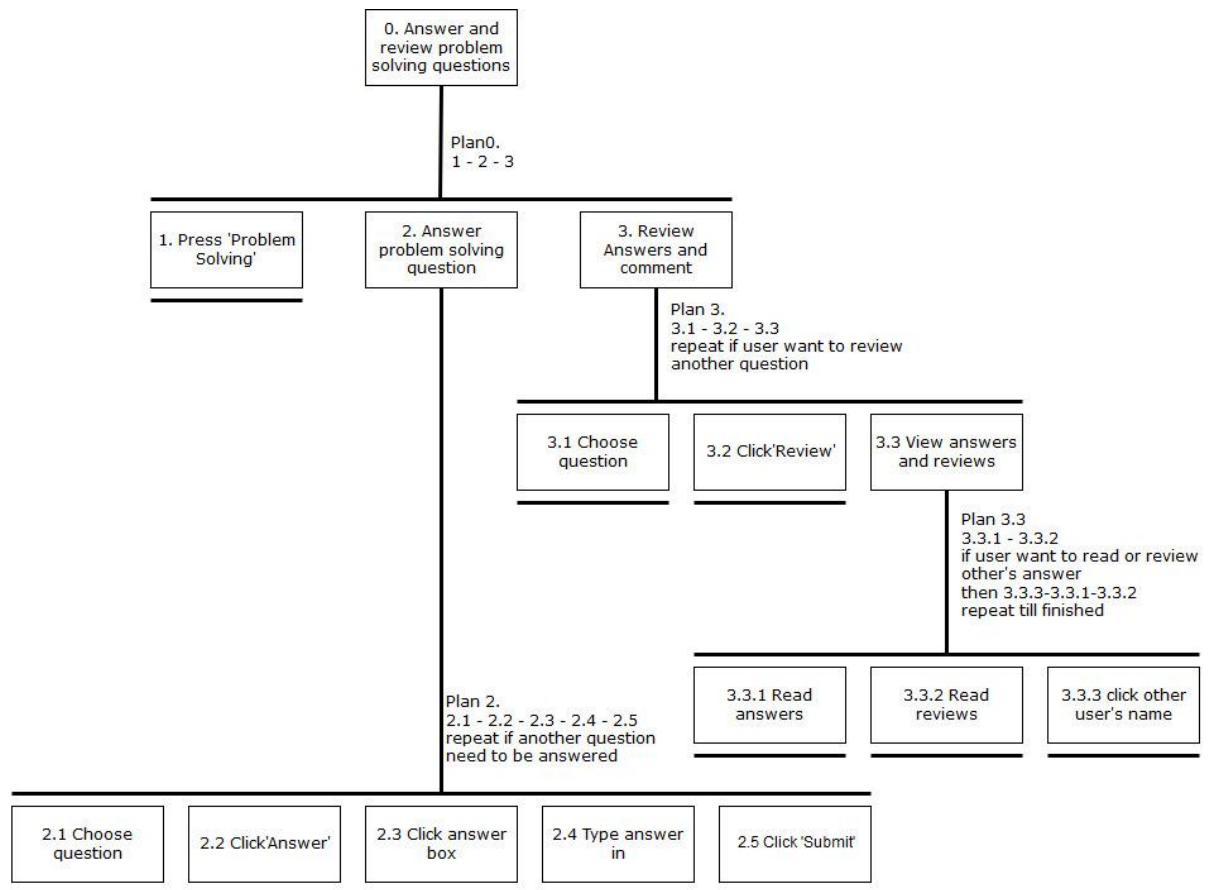 0. Answer and
review problem
solving questions
Plan0.
1 - 2 - 3
1. Press 'Problem
Solving'
2. Answer
problem solving
question
3. Review
Answers and
comment
Plan 3.
3.1 - 3.2 - 3.3
repeat if user want to review
another question
3.1 Choose
question
3.2 Click'Review'
3.3 View answers
and reviews
Plan 3.3
3.3.1 - 3.3.2
if user want to read or review
other's answer
then 3.3.3-3.3.1-3.3.2
repeat till finished
3.3.1 Read
answers
3.3.2 Read
reviews
3.3.3 click other
user's name
Plan 2.
2.1 - 2.2 - 2.3 - 2.4 - 2.5
repeat if another question
need to be answered
2.1 Choose
question
2.2 Click'Answer'
2.3 Click answer
box
2.4 Type answer
in
2.5 Click 'Submit'